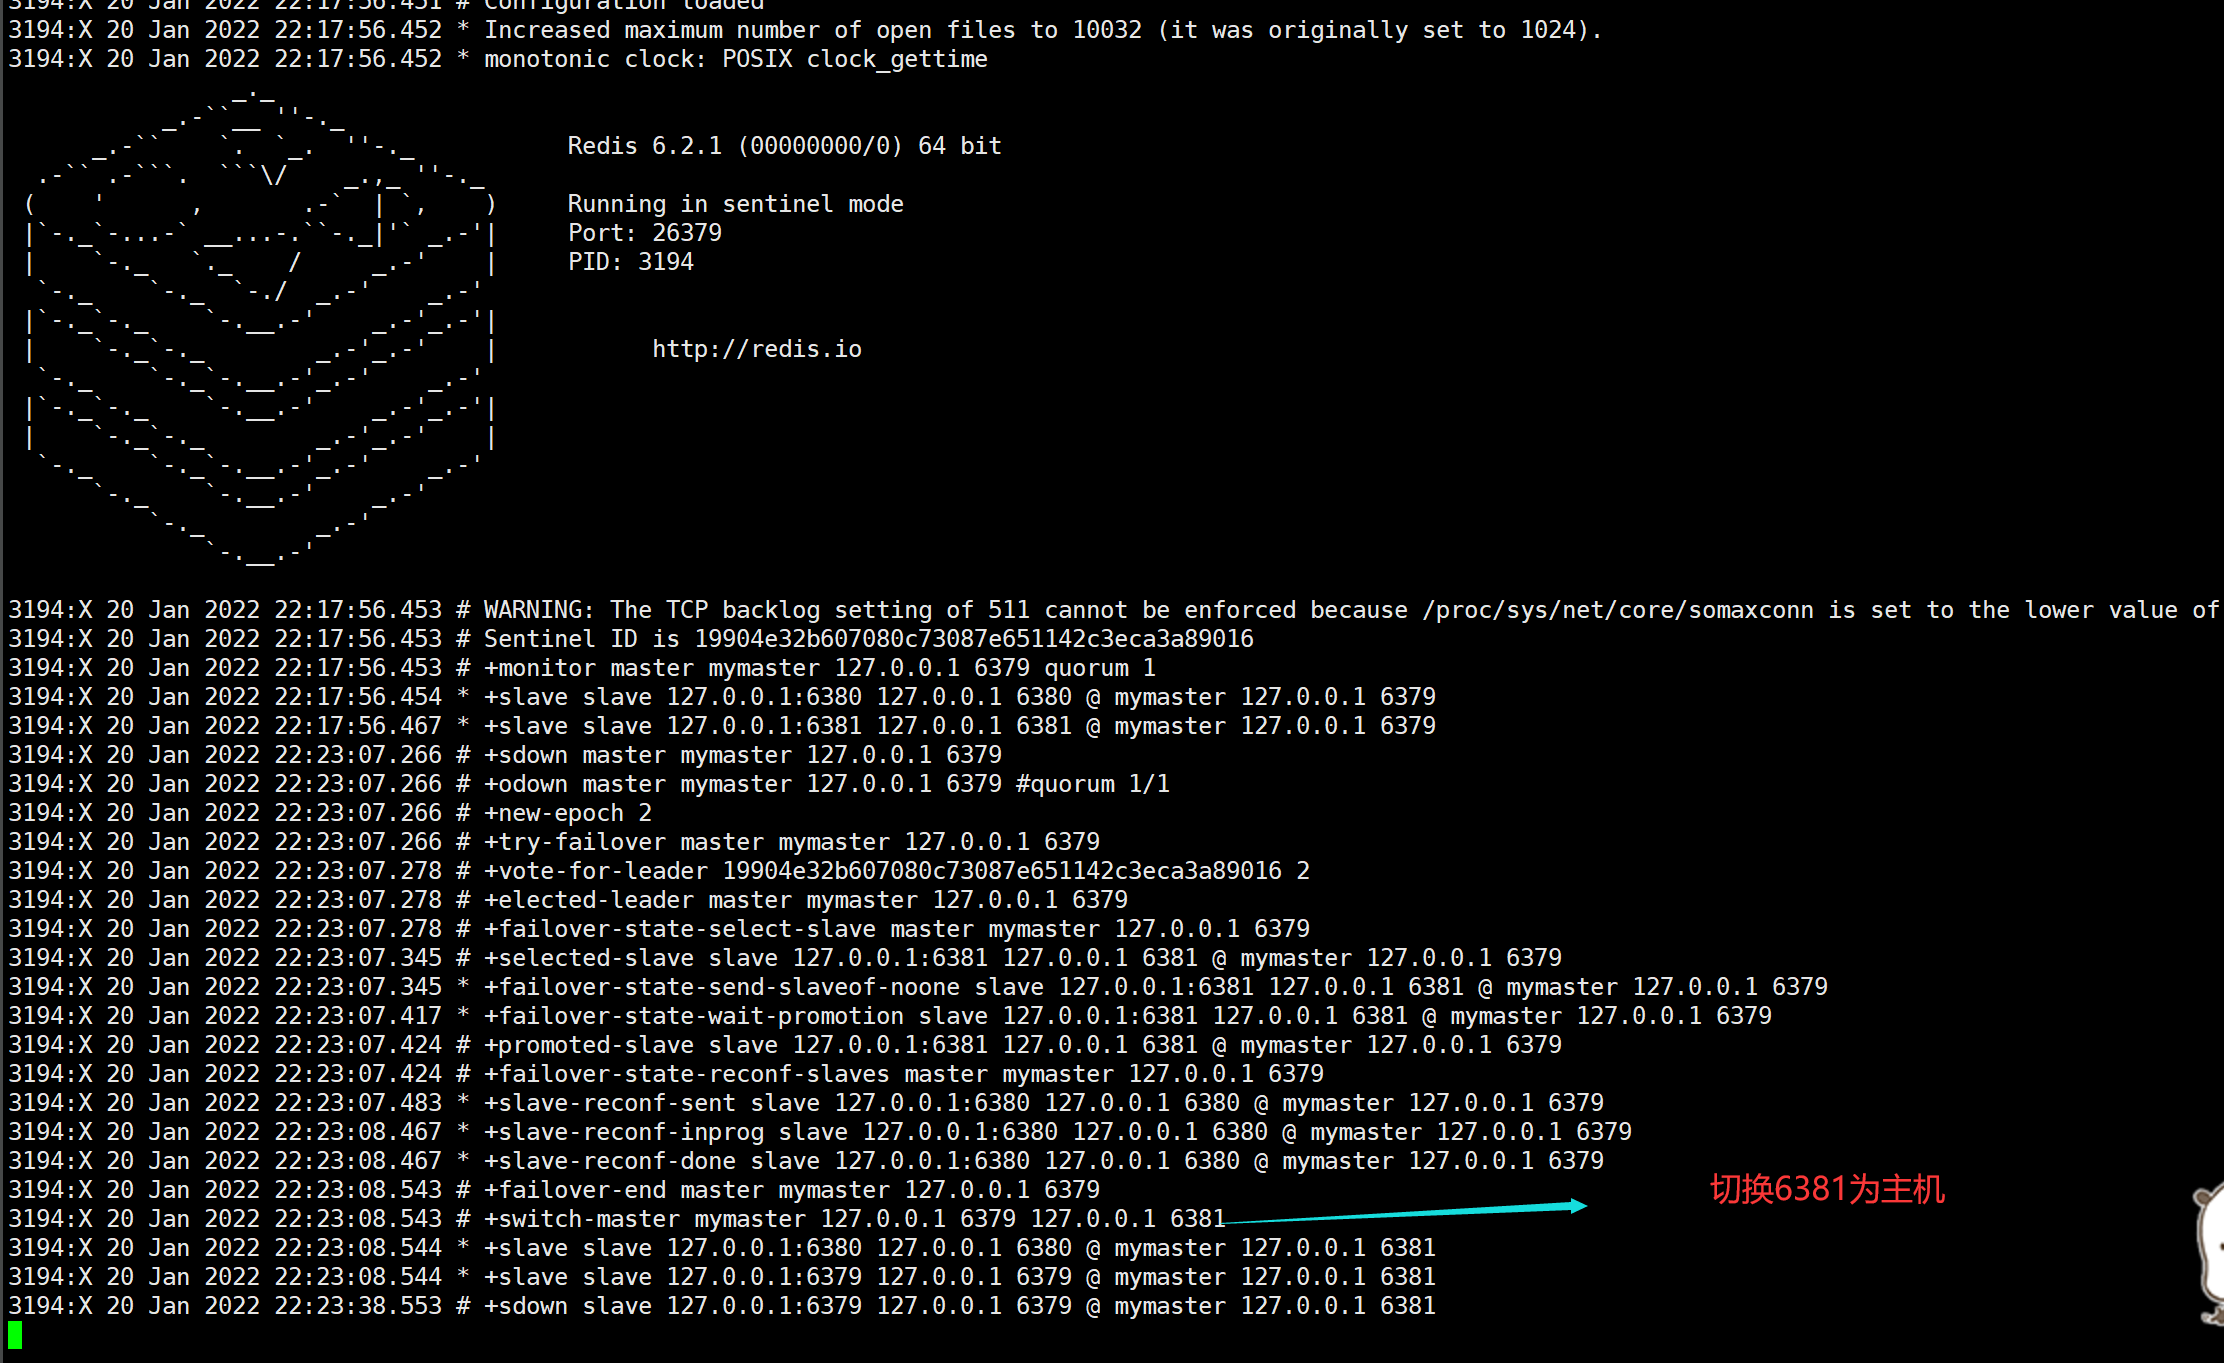 3194:X 20 Jan 2022 22:17:56.451 # Configuration loaded
3194:X 20 Jan 2022 22:17:56.452 * Increased maximum number of open files to 10032 (it was originally set to 1024).
3194:X 20 Jan 2022 22:17:56.452 * monotonic clock: POSIX clock_gettime
Redis 6.2.1 (00000000/0) 64 bit
Running in sentinel mode
Port: 26379
PID: 3194
http://redis.io
3194:X 20 Jan 2022 22:17:56.453 # WARNING: The TCP backlog setting of 511 cannot be enforced because /proc/sys/net/core/somaxconn is set to the lower value of
3194:X 20 Jan 2022 22:17:56.453 # Sentinel ID is 19904e32b607080c73087e651142c3eca3a89016
3194:X 20 Jan 2022 22:17:56.453 # +monitor master mymaster 127.0.0.1 6379 quorum 1
3194:X 20 Jan 2022 22:17:56.454 * +slave slave 127.0.0.1:6380 127.0.0.1 6380 @ mymaster 127.0.0.1 6379
3194:X 20 Jan 2022 22:17:56.467 * +slave slave 127.0.0.1:6381 127.0.0.1 6381 @ mymaster 127.0.0.1 6379
3194:X 20 Jan 2022 22:23:07.266 # +sdown master mymaster 127.0.0.1 6379
3194:X 20 Jan 2022 22:23:07.266 # +odown master mymaster 127.0.0.1 6379 #quorum 1/1
3194:X 20 Jan 2022 22:23:07.266 # +new-epoch 2
3194:X 20 Jan 2022 22:23:07.266 # +try-failover master mymaster 127.0.0.1 6379
3194:X 20 Jan 2022 22:23:07.278 # +vote-for-leader 19904e32b607080c73087e651142c3eca3a89016 2
3194:X 20 Jan 2022 22:23:07.278 # +elected-leader master mymaster 127.0.0.1 6379
3194:X 20 Jan 2022 22:23:07.278 # +failover-state-select-slave master mymaster 127.0.0.1 6379
3194:X 20 Jan 2022 22:23:07.345 # +selected-slave slave 127.0.0.1:6381 127.0.0.1 6381 @ mymaster 127.0.0.1 6379
3194:X 20 Jan 2022 22:23:07.345 * +failover-state-send-slaveof-noone slave 127.0.0.1:6381 127.0.0.1 6381 @ mymaster 127.0.0.1 6379
3194:X 20 Jan 2022 22:23:07.417 * +failover-state-wait-promotion slave 127.0.0.1:6381 127.0.0.1 6381 @ mymaster 127.0.0.1 6379
3194:X 20 Jan 2022 22:23:07.424 # +promoted-slave slave 127.0.0.1:6381 127.0.0.1 6381 @ mymaster 127.0.0.1 6379
3194:X 20 Jan 2022 22:23:07.424 # +failover-state-reconf-slaves master mymaster 127.0.0.1 6379
3194:X 20 Jan 2022 22:23:07.483 * +slave-reconf-sent slave 127.0.0.1:6380 127.0.0.1 6380 @ mymaster 127.0.0.1 6379
3194:X 20 Jan 2022 22:23:08.467 * +slave-reconf-inprog slave 127.0.0.1:6380 127.0.0.1 6380 @ mymaster 127.0.0.1 6379
3194:X 20 Jan 2022 22:23:08.467 * +slave-reconf-done slave 127.0.0.1:6380 127.0.0.1 6380 @ mymaster 127.0.0.1 6379
3194:X 20 Jan 2022 22:23:08.543 # +failover-end master mymaster 127.0.0.1 6379
切换6381为主机
3194:X 20 Jan 2022 22:23:08.543 # +switch-master mymaster 127.0.0.1 6379 127.0.0.1 6381
3194:X 20 Jan 2022 22:23:08.544 * +slave slave 127.0.0.1:6380 127.0.0.1 6380 @ mymaster 127.0.0.1 6381
3194:X 20 Jan 2022 22:23:08.544 * +slave slave 127.0.0.1:6379 127.0.0.1 6379 @ mymaster 127.0.0.1 6381
3194:X 20 Jan 2022 22:23:38.553 # +sdown slave 127.0.0.1:6379 127.0.0.1 6379 @ mymaster 127.0.0.1 6381